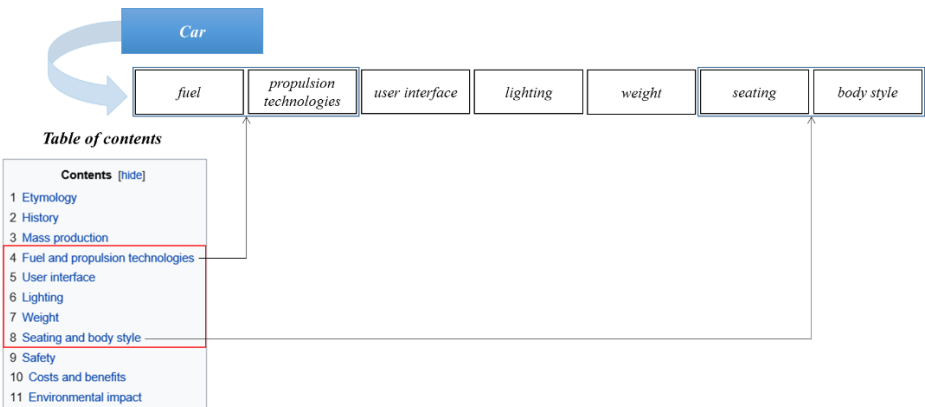 Car
fuel
propulsion
technologies
user interface
lighting
weight
seating
body style
Table of contents
Contents [hide]
1 Etymology
2 History
3 Mass production
4 Fuel and propulsion technologies
5 User interface
6 Lighting
7 Weight
8 Seating and body style
9 Safety
10 Costs and benefits
11 Environmental impact